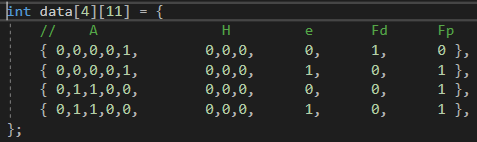 int data[4][11] = {
// A H e Fd Fp
{ 0,0,0,0,1, 0,0,0, 0, 1, 0 },
{ 0,0,0,0,1, 0,0,0, 1, 0, 1 },
{ 0,1,1,0,0, 0,0,0, 0, 0, 1 },
{ 0,1,1,0,0, 0,0,0, 1, 0, 1 },
};